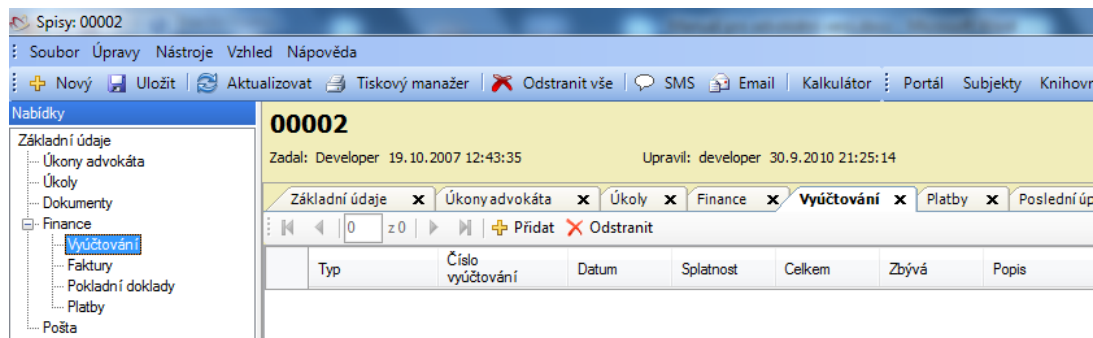 Spisy: 00002
Soubor Úpravy Nástroje Vzhled Nápověda
Nový Uložit Aktualizovat Tiskový manažer Odstranit vše SMS Email Kalkulátor Portál Subjekty Knihovr
Nabídky
Základní údaje
Úkony advokáta
Úkoly
Dokumenty
Finance
Vyúčtování
Faktury
Pokladní doklady
Platby
Pošta
00002
Zadal: Developer 19.10.2007 12:43:35 Upravil: developer 30.9.2010 21:25:14
Základní údaje x Úkony advokáta x Úkoly x Finance x Vyúčtování x Platby x Poslední úp
0 z 0 Přidat Odstranit
Typ Číslo vyúčtování Datum Splatnost Celkem Zbývá Popis